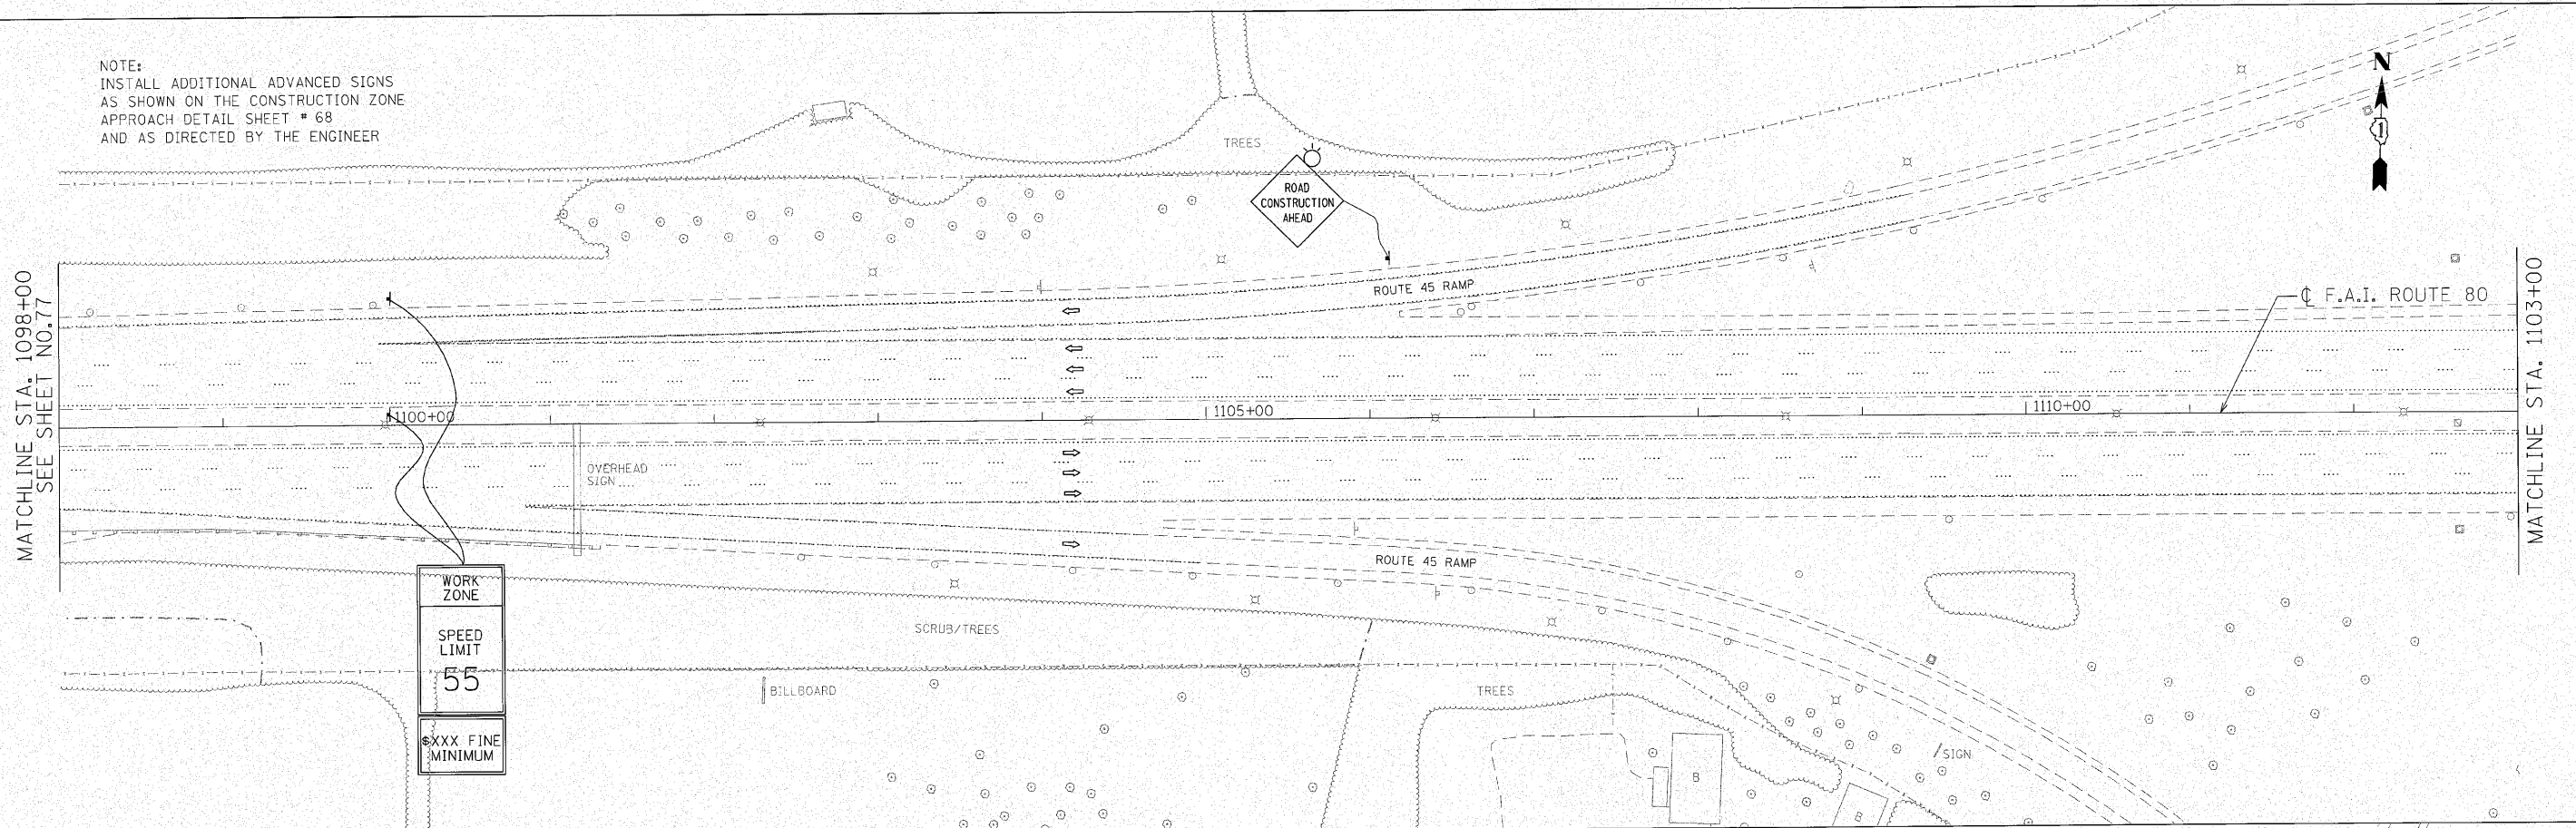 NOTE:
INSTALL ADDITIONAL ADVANCED SIGNS
AS SHOWN ON THE CONSTRUCTION ZONE
APPROACH DETAIL SHEET # 68
AND AS DIRECTED BY THE ENGINEER
N
1
TREES
ROAD
CONSTRUCTION
AHEAD
MATCHLINE STA. 1098+00
SEE SHEET NO.77
ROUTE 45 RAMP
℄ F.A.I. ROUTE 80
MATCHLINE STA. 1103+00
1100+00
1105+00
1110+00
OVERHEAD
SIGN
ROUTE 45 RAMP
WORK
ZONE
SPEED
LIMIT
55
$XXX FINE
MINIMUM
SCRUB/TREES
BILLBOARD
TREES
SIGN
B
B